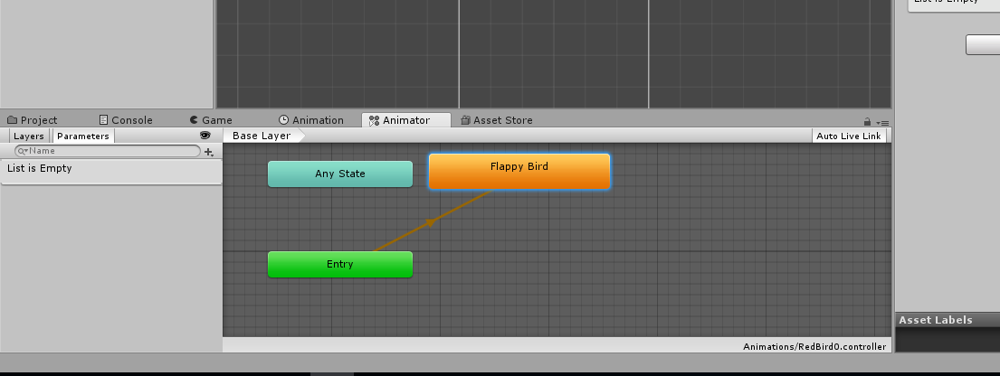 List is Empty
Project Console Game Animation Animator Asset Store
Layers Parameters Base Layer Auto Live Link
Name
List is Empty
Any State
Flappy Bird
Entry
Asset Labels
Animations/RedBird0.controller